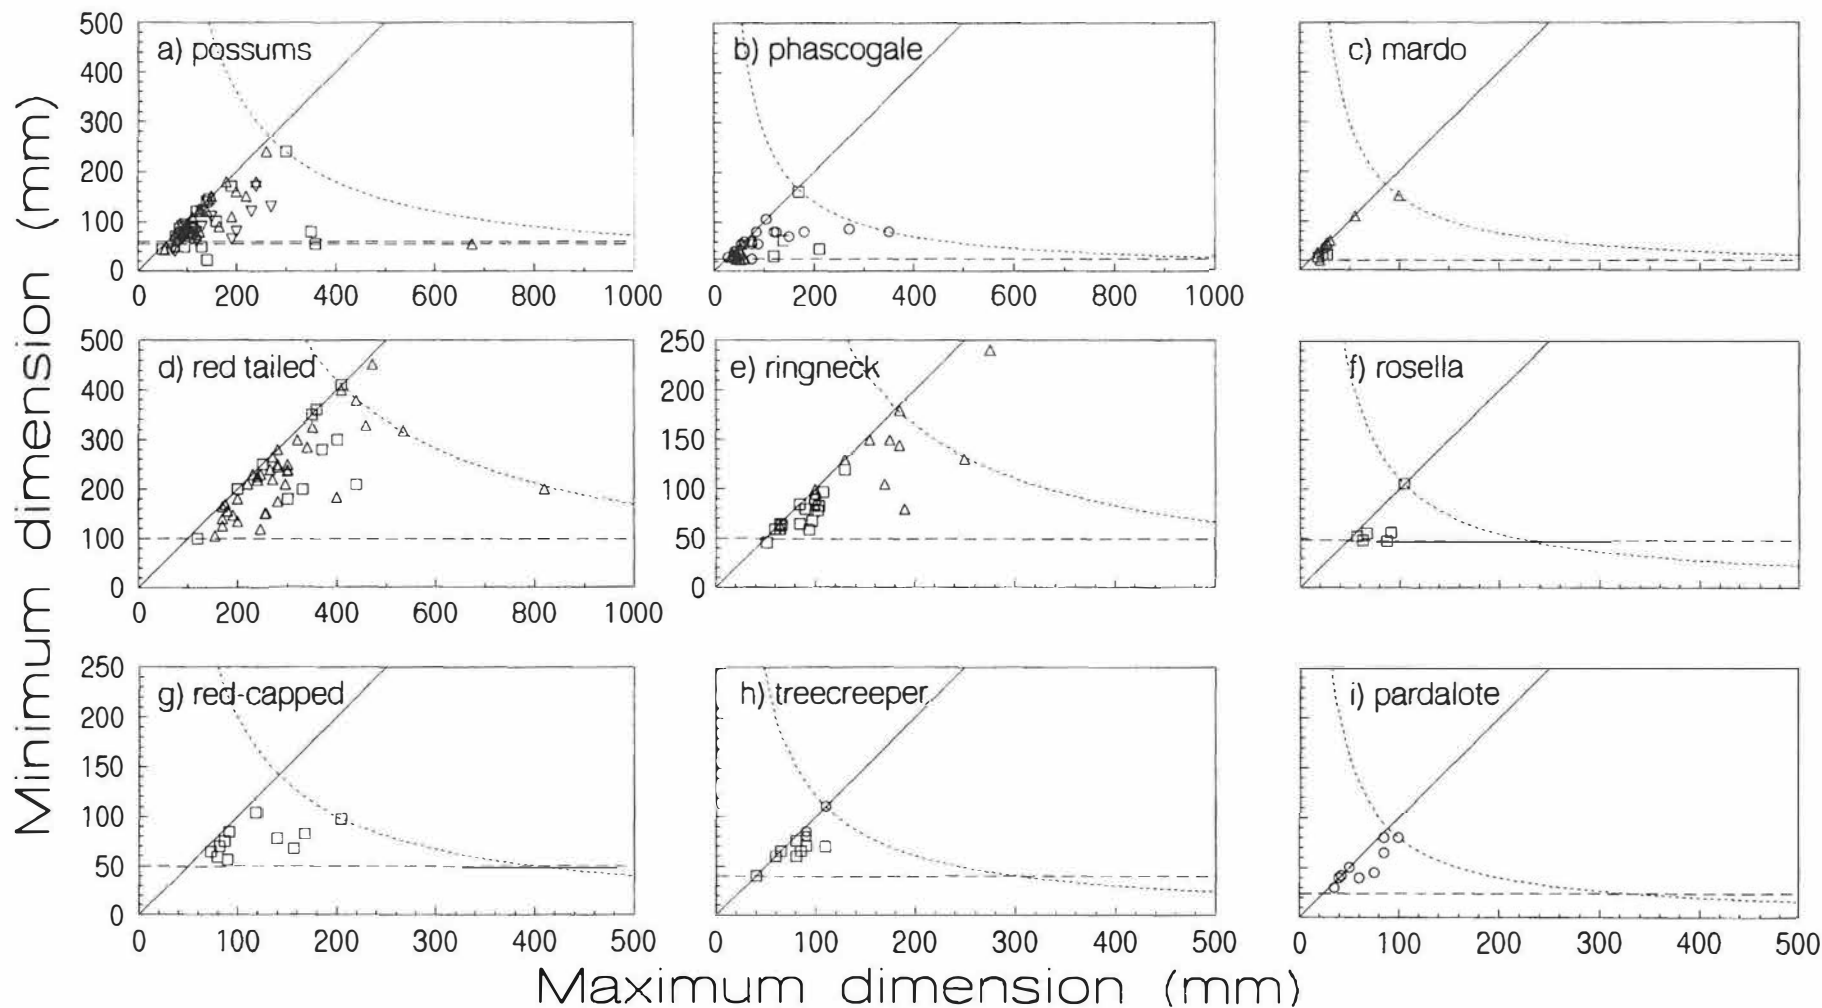 a) possums
b) phascogale
c) mardo
500
400
300
200
100
0
0 200 400 600 800 1000
0 200 400 600 800 1000
d) red tailed
e) ringneck
f) rosella
500
400
300
200
100
0
250
200
150
100
50
0
0 200 400 600 800 1000
g) red-capped
h) treecreeper
i) pardalote
250
200
150
100
50
0
0 100 200 300 400 500
0 100 200 300 400 500
0 100 200 300 400 500
Minimum dimension (mm)
Maximum dimension (mm)